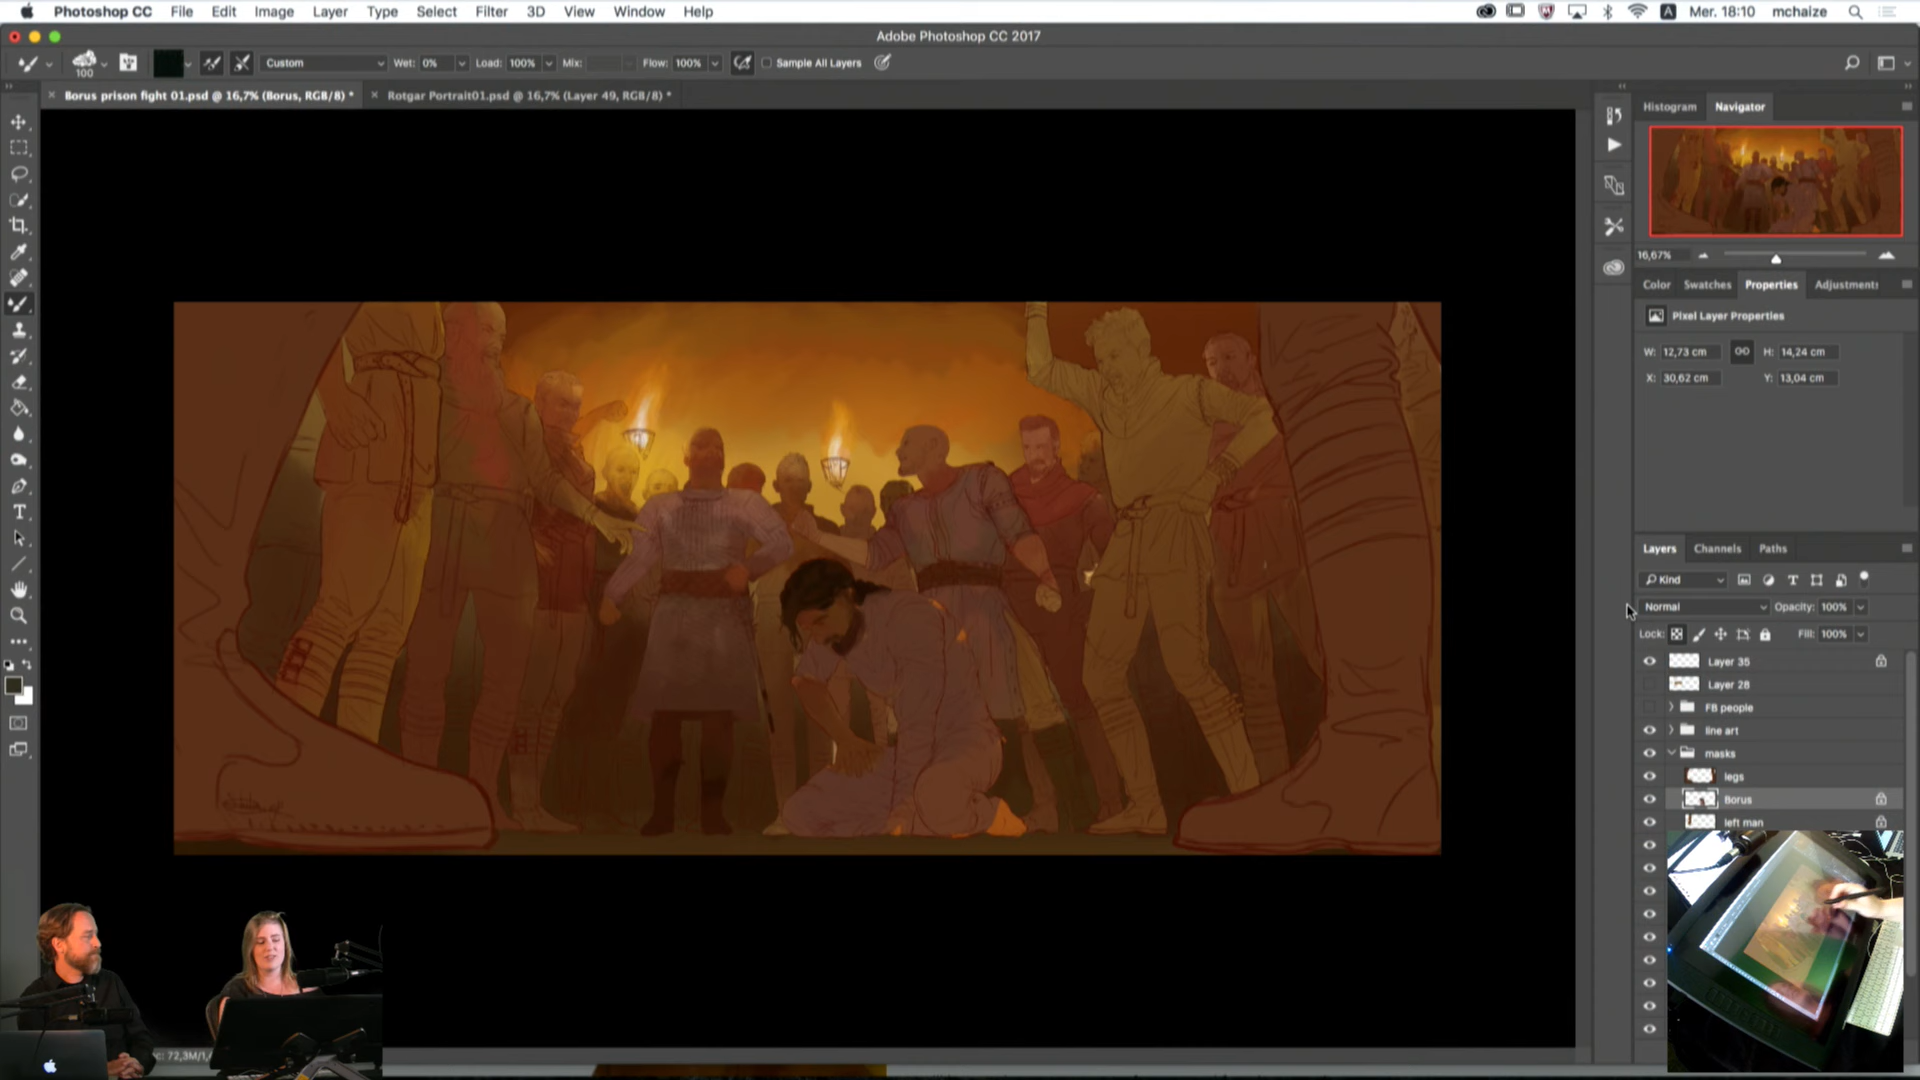 Photoshop CC File Edit Image Layer Type Select Filter 3D View Window Help A Mer. 18:10 mchaize
Adobe Photoshop CC 2017
100 Custom Wet: 0% Load: 100% Mix: Flow: 100% Sample All Layers
Borus prison fight 01.psd @ 16,7% (Borus, RGB/8) * Rotgar Portrait01.psd @ 16,7% (Layer 49, RGB/8) *
Histogram Navigator
16,67%
Color Swatches Properties Adjustments
Pixel Layer Properties
W: 12,73 cm H: 14,24 cm
X: 30,62 cm Y: 13,04 cm
Layers Channels Paths
Kind
Normal Opacity: 100%
Lock: Fill: 100%
Layer 35
Layer 28
FB people
line art
masks
legs
Borus
left man